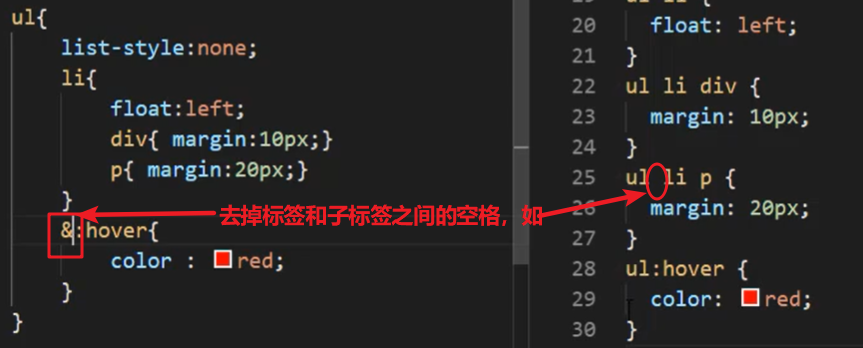 ul{
list-style:none;
li{
float:left;
div{ margin:10px;}
p{ margin:20px;}
}
&:hover{
color : red;
}
}
去掉标签和子标签之间的空格，如
20 float: left;
21 }
22 ul li div {
23 margin: 10px;
24 }
25 ul li p {
26 margin: 20px;
27 }
28 ul:hover {
29 color: red;
30 }